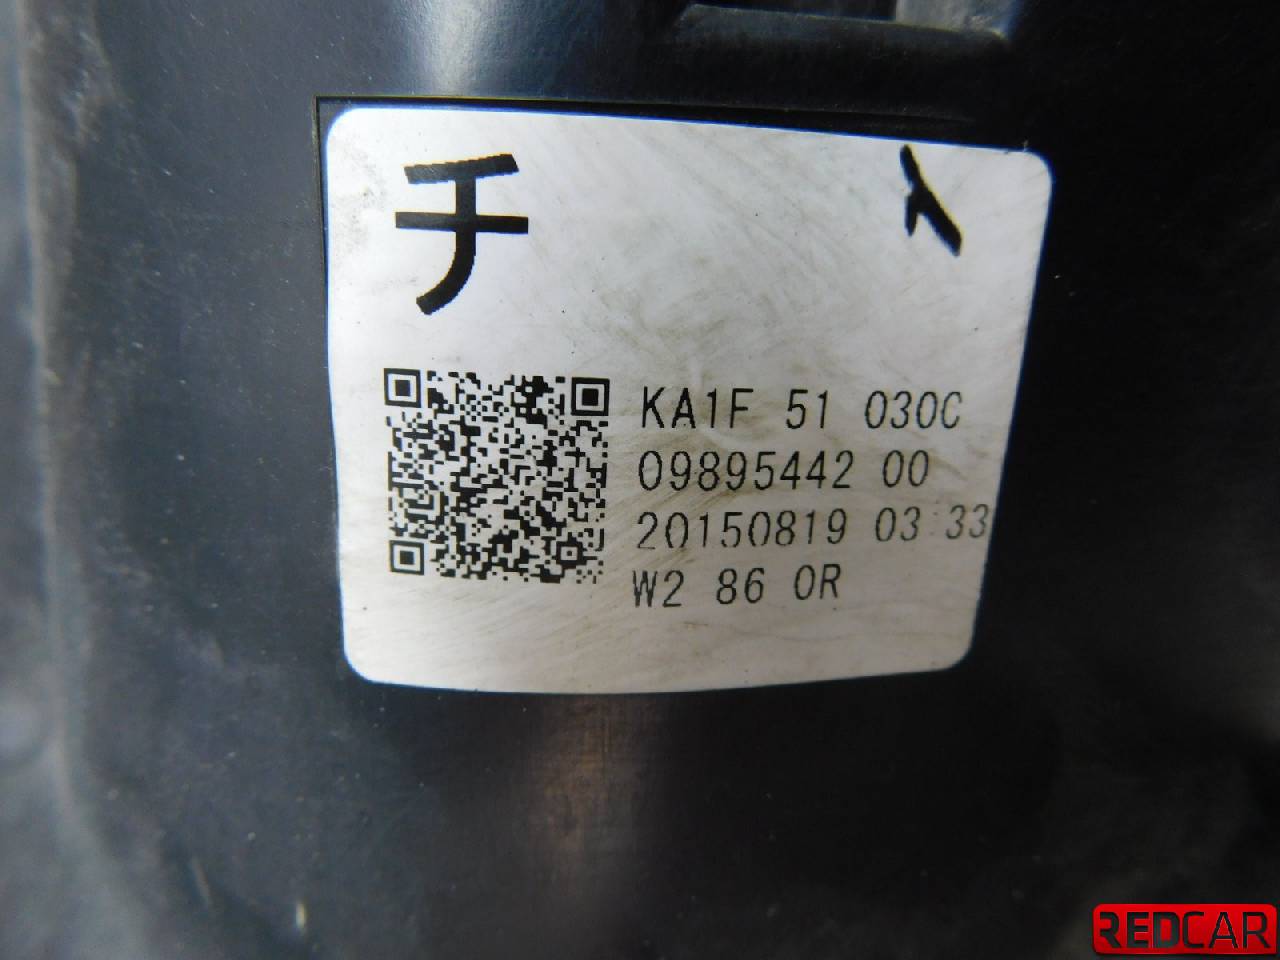 チ
KA1F 51 030C
09895442 00
20150819 03 33
W2 86 0R
REDCAR